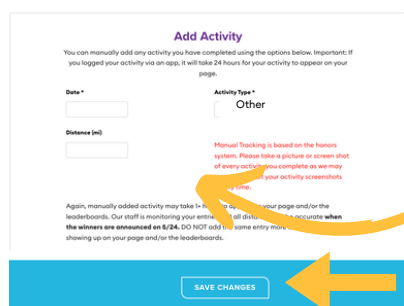 Add Activity
You can manually add any activity you have completed using the options below. Important: If
you logged your activity via an app, it will take 24 hours for your activity to appear on your
page.
Date *
Activity Type *
Other
Distance (mi)
Manual Tracking is based on the honors
system. Please take a picture or screen shot
of every activity you complete as we may
your activity screenshots
time.
Again, manually added activity may take 1+ your page and/or the
leaderboards. Our staff is monitoring your all accurate when
the winners are announced on 5/24. DO NOT add same entry
showing up on your page and/or the leaderboards.
SAVE CHANGES